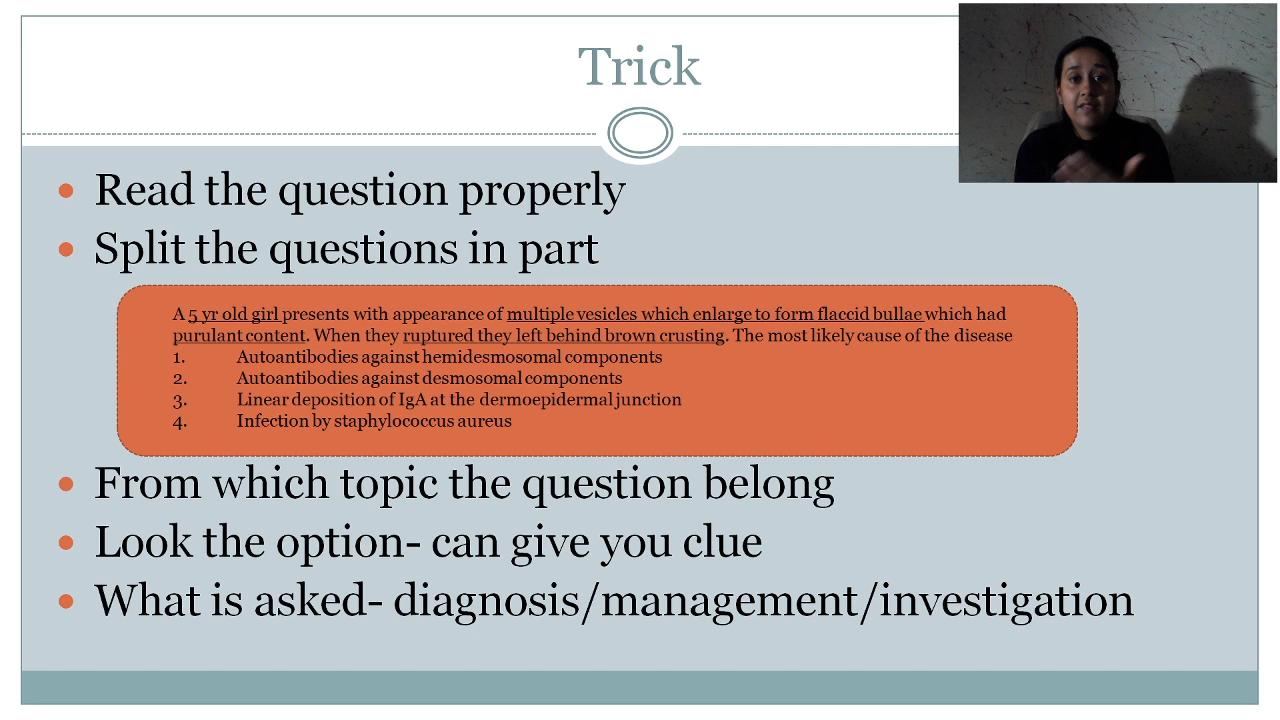 Trick
• Read the question properly
• Split the questions in part
A 5 yr old girl presents with appearance of multiple vesicles which enlarge to form flaccid bullae which had
purulant content. When they ruptured they left behind brown crusting. The most likely cause of the disease
1. Autoantibodies against hemidesmosomal components
2. Autoantibodies against desmosomal components
3. Linear deposition of IgA at the dermoepidermal junction
4. Infection by staphylococcus aureus
• From which topic the question belong
• Look the option- can give you clue
• What is asked- diagnosis/management/investigation